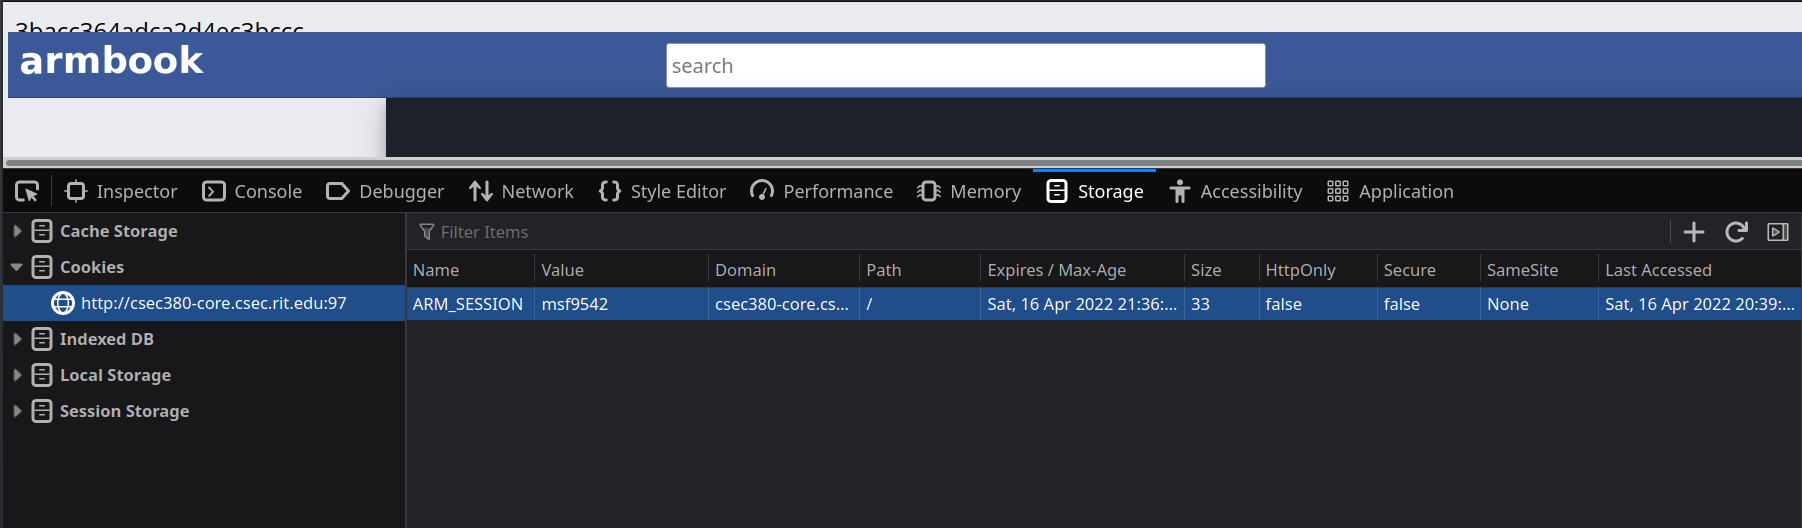 3bacc364adca2d4ec3bccc
armbook
search
Inspector Console Debugger Network Style Editor Performance Memory Storage Accessibility Application
Cache Storage
Filter Items
Cookies
Name Value Domain Path Expires / Max-Age Size HttpOnly Secure SameSite Last Accessed
http://csec380-core.csec.rit.edu:97
ARM_SESSION msf9542 csec380-core.cs... / Sat, 16 Apr 2022 21:36:... 33 false false None Sat, 16 Apr 2022 20:39:...
Indexed DB
Local Storage
Session Storage